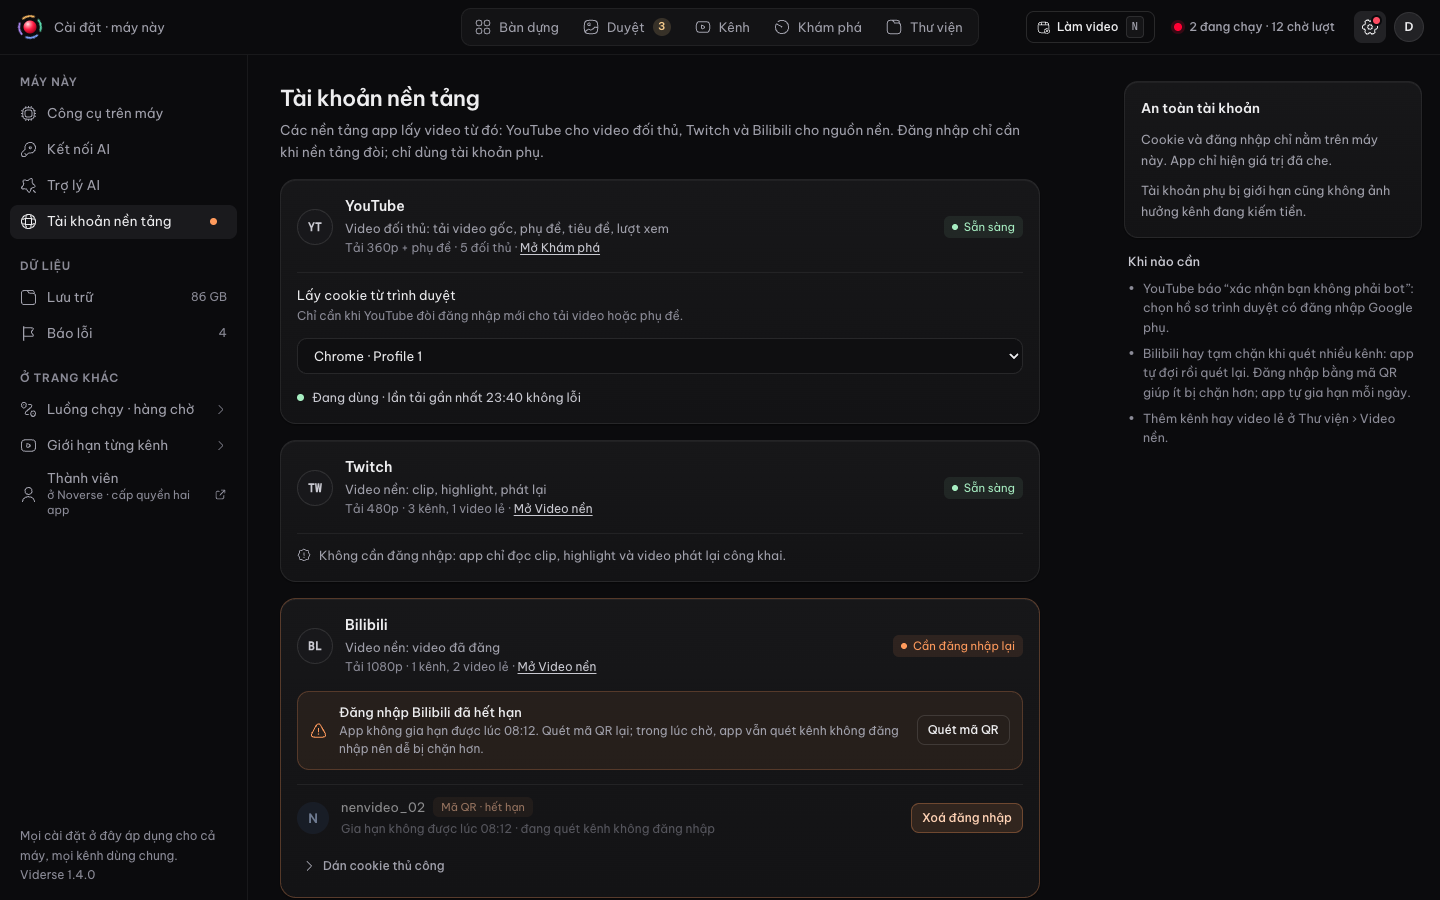 Cài đặt · máy này
Bàn dựng
Duyệt 3
Kênh
Khám phá
Thư viện
Làm video N
2 đang chạy · 12 chờ lượt
D
MÁY NÀY
Công cụ trên máy
Kết nối AI
Trợ lý AI
Tài khoản nền tảng
DỮ LIỆU
Lưu trữ 86 GB
Báo lỗi 4
Ở TRANG KHÁC
Luồng chạy · hàng chờ
Giới hạn từng kênh
Thành viên
ở Noverse · cấp quyền hai
app
Mọi cài đặt ở đây áp dụng cho cả
máy, mọi kênh dùng chung.
Viderse 1.4.0
Tài khoản nền tảng
Các nền tảng app lấy video từ đó: YouTube cho video đối thủ, Twitch và Bilibili cho nguồn nền. Đăng nhập chỉ cần
khi nền tảng đòi; chỉ dùng tài khoản phụ.
YT
YouTube
Video đối thủ: tải video gốc, phụ đề, tiêu đề, lượt xem
Tải 360p + phụ đề · 5 đối thủ · Mở Khám phá
Sẵn sàng
Lấy cookie từ trình duyệt
Chỉ cần khi YouTube đòi đăng nhập mới cho tải video hoặc phụ đề.
Chrome · Profile 1
Đang dùng · lần tải gần nhất 23:40 không lỗi
TW
Twitch
Video nền: clip, highlight, phát lại
Tải 480p · 3 kênh, 1 video lẻ · Mở Video nền
Sẵn sàng
Không cần đăng nhập: app chỉ đọc clip, highlight và video phát lại công khai.
BL
Bilibili
Video nền: video đã đăng
Tải 1080p · 1 kênh, 2 video lẻ · Mở Video nền
Cần đăng nhập lại
Đăng nhập Bilibili đã hết hạn
App không gia hạn được lúc 08:12. Quét mã QR lại; trong lúc chờ, app vẫn quét kênh không đăng
nhập nên dễ bị chặn hơn.
Quét mã QR
N
nenvideo_02 Mã QR · hết hạn
Gia hạn không được lúc 08:12 · đang quét kênh không đăng nhập
Xoá đăng nhập
Dán cookie thủ công
An toàn tài khoản
Cookie và đăng nhập chỉ nằm trên máy
này. App chỉ hiện giá trị đã che.
Tài khoản phụ bị giới hạn cũng không ảnh
hưởng kênh đang kiếm tiền.
Khi nào cần
• YouTube báo “xác nhận bạn không phải bot”:
chọn hồ sơ trình duyệt có đăng nhập Google
phụ.
• Bilibili hay tạm chặn khi quét nhiều kênh: app
tự đợi rồi quét lại. Đăng nhập bằng mã QR
giúp ít bị chặn hơn; app tự gia hạn mỗi ngày.
• Thêm kênh hay video lẻ ở Thư viện › Video
nền.